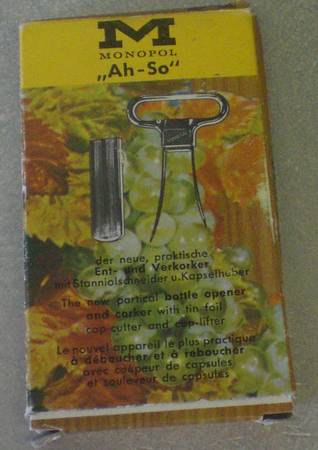 M
MONOPOL
„Ah-So"
der neue, praktische
Ent- und Verkorker
mit Stanniolschneider u. Kapselheber
The new partical bottle opener
and corker with tin foil
cap cutter and cap-lifter
Le nouvel appareil le plus practique
à déboucher et à reboucher
avec coupeur de capsules
et souleveur de capsules